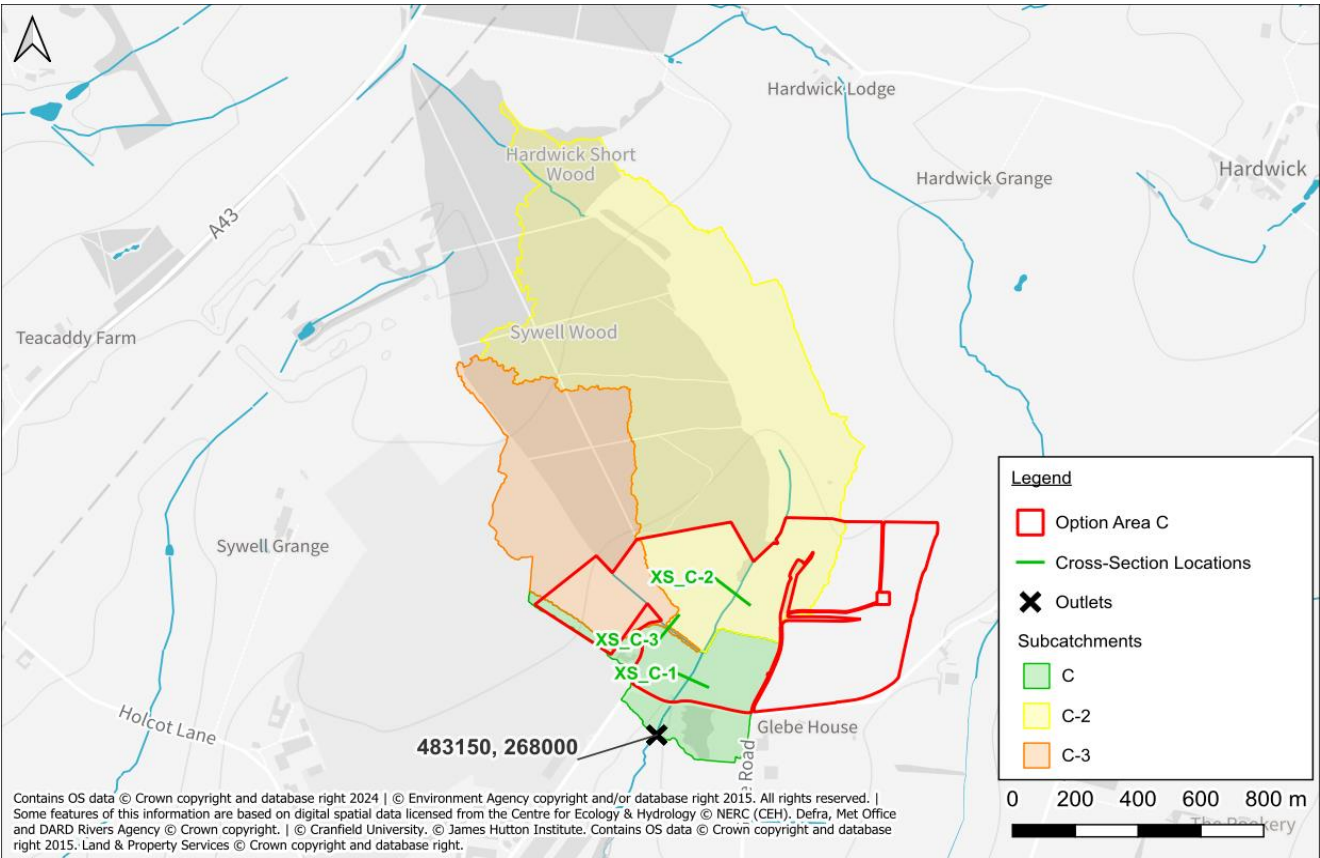 Hardwick Lodge
Hardwick Short
Wood
Hardwick
Hardwick Grange
A43
Sywell Wood
Teacaddy Farm
Sywell Grange
XS_C-2
XS_C-3
XS_C-1
Holcot Lane
Glebe House
483150, 268000
Road
Legend
Option Area C
Cross-Section Locations
Outlets
Subcatchments
C
C-2
C-3
0 200 400 600 800 m
The Rookery
Contains OS data © Crown copyright and database right 2024 | © Environment Agency copyright and/or database right 2015. All rights reserved. |
Some features of this information are based on digital spatial data licensed from the Centre for Ecology & Hydrology © NERC (CEH). Defra, Met Office
and DARD Rivers Agency © Crown copyright. | © Cranfield University. © James Hutton Institute. Contains OS data © Crown copyright and database
right 2015. Land & Property Services © Crown copyright and database right.